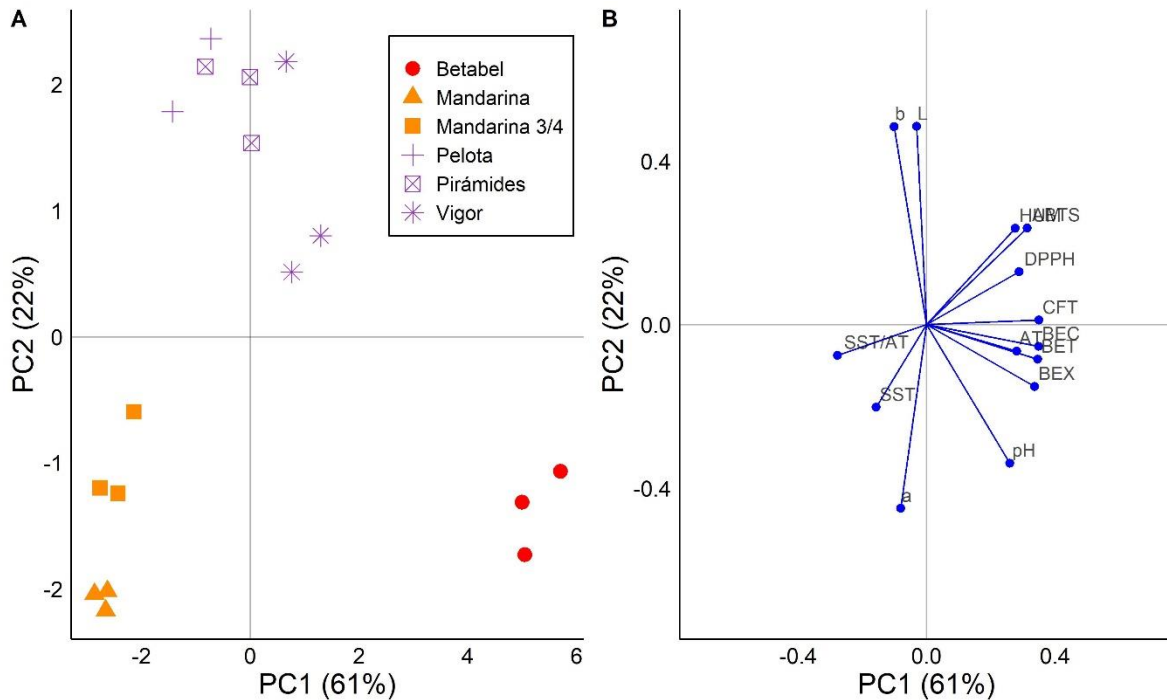 A
B
2
1
0
-1
-2
PC2 (22%)
Betabel
Mandarina
Mandarina 3/4
Pelota
Pirámides
Vigor
-2
0
2
4
6
PC1 (61%)
0.4
0.0
-0.4
PC2 (22%)
b
L
HUM
ABTS
DPPH
CFT
BEC
AT
BET
BEX
SST/AT
SST
pH
a
-0.4
0.0
0.4
PC1 (61%)